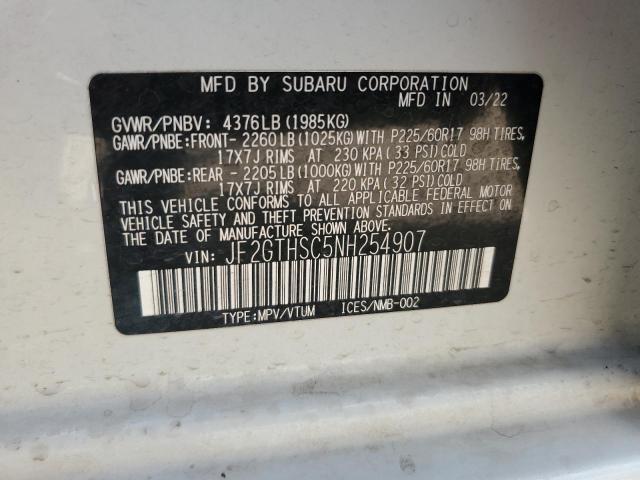 MFD BY SUBARU CORPORATION
MFD IN 03/22
GVWR/PNBV: 4376LB (1985KG)
GAWR/PNBE:FRONT- 2260LB(1025KG)WITH P225/60R17 98H TIRES,
17X7J RIMS AT 230 KPA (33 PSI)COLD
GAWR/PNBE:REAR - 2205LB(1000KG)WITH P225/60R17 98H TIRES,
17X7J RIMS AT 220 KPA (32 PSI)COLD
THIS VEHICLE CONFORMS TO ALL APPLICABLE FEDERAL MOTOR
VEHICLE SAFETY AND THEFT PREVENTION STANDARDS IN EFFECT
ON THE DATE OF MANUFACTURE SHOWN ABOVE.
VIN: JF2GTHSC5NH254907
TYPE:MPV/VTUM ICES/NMB-002